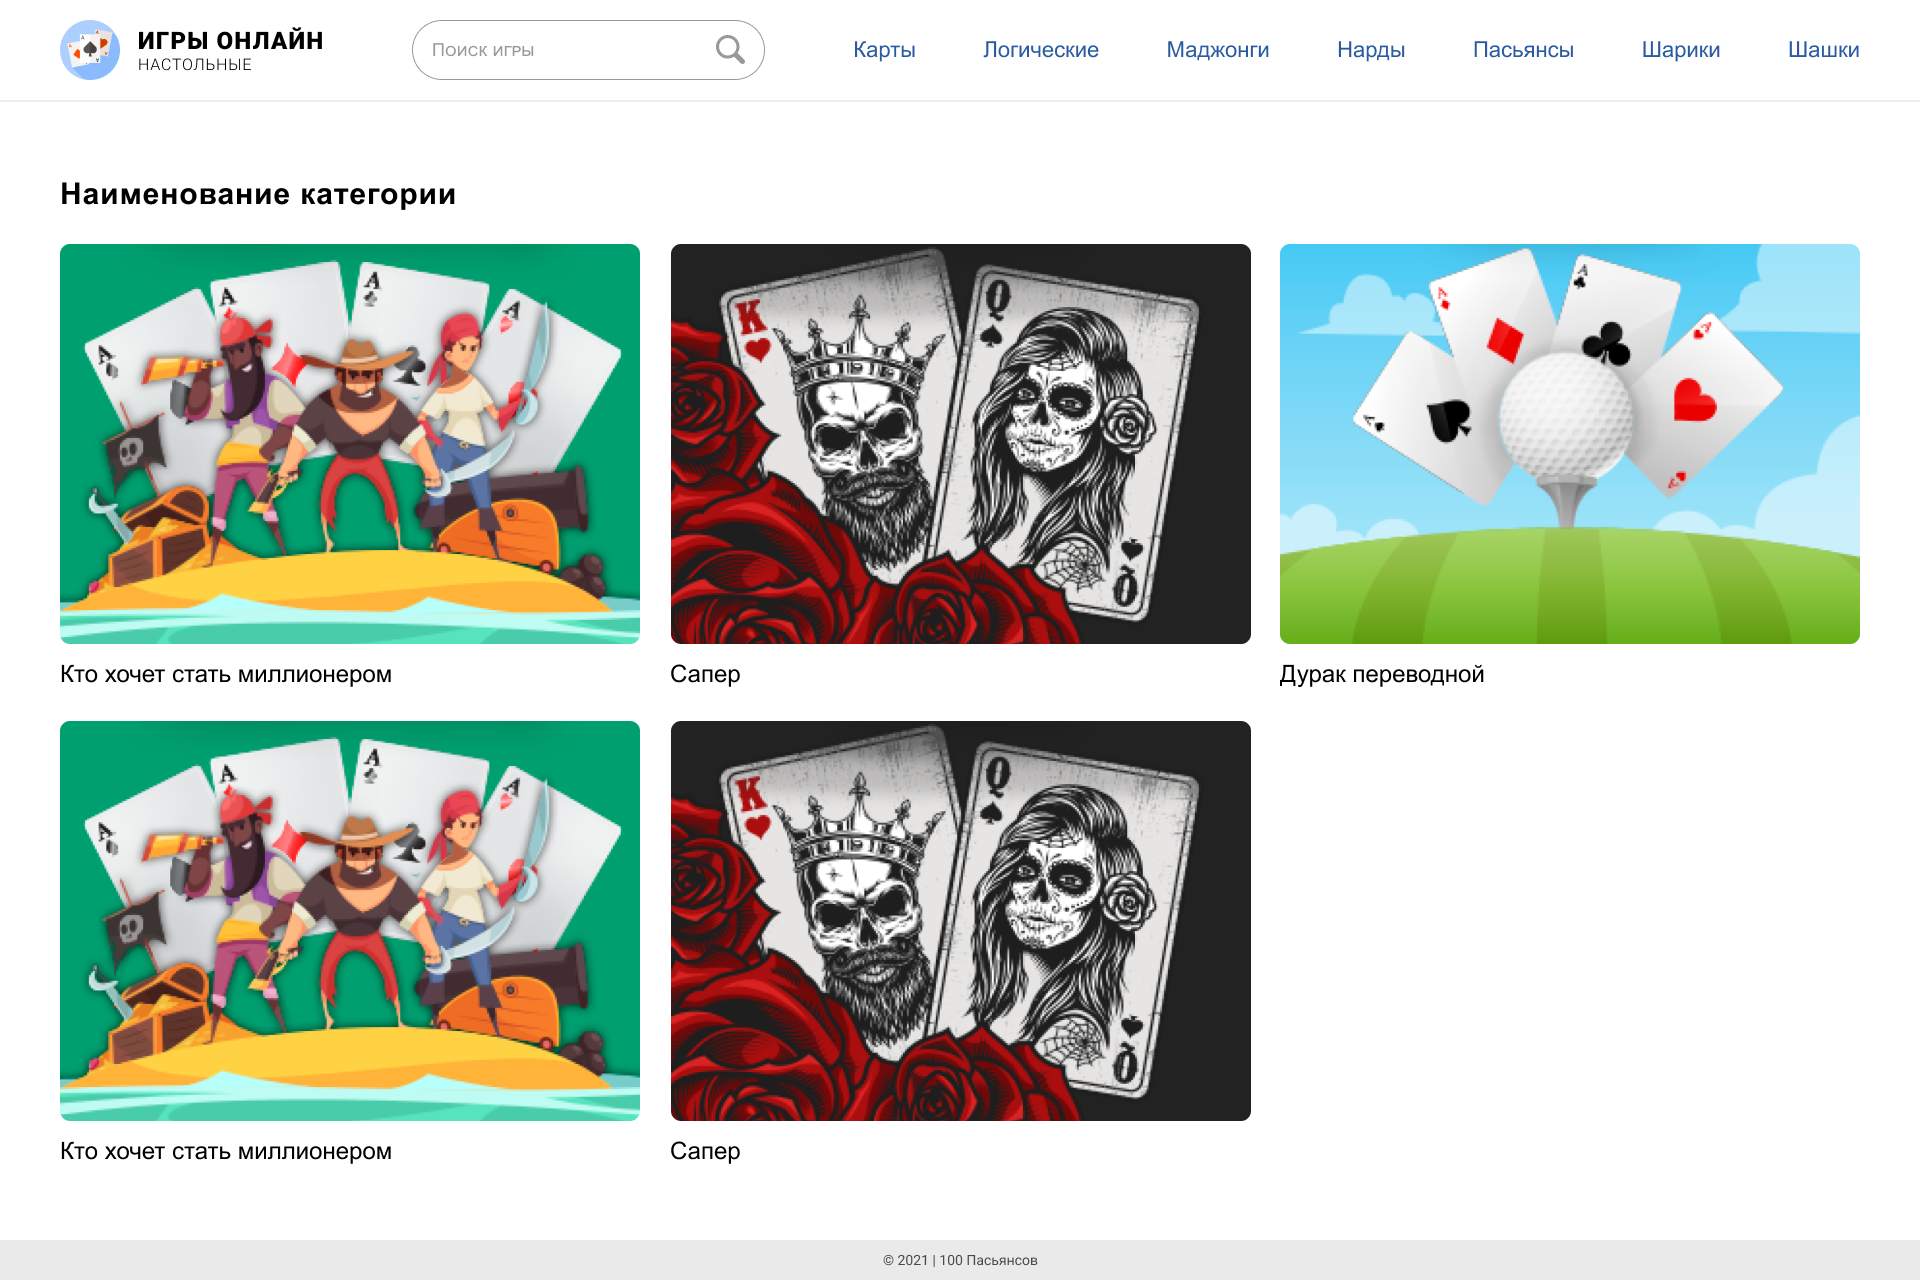 ИГРЫ ОНЛАЙН
НАСТОЛЬНЫЕ
Поиск игры
Карты
Логические
Маджонги
Нарды
Пасьянсы
Шарики
Шашки
Наименование категории
A
A
A
A
K
Q
Q
A
A
A
A
A
Кто хочет стать миллионером
Сапер
Дурак переводной
A
A
A
A
K
Q
Q
Кто хочет стать миллионером
Сапер
© 2021 | 100 Пасьянсов